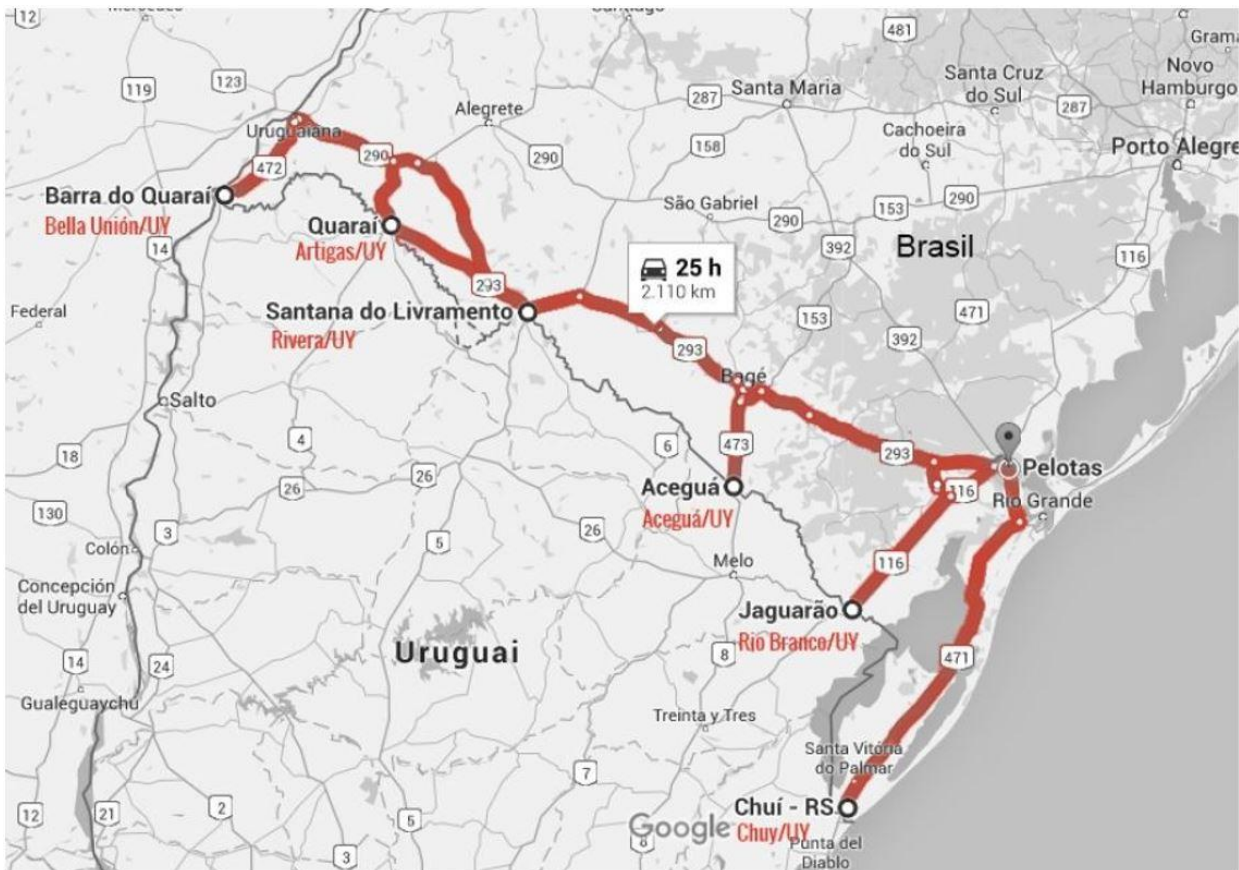 12
Santiago
481
Grama
119
123
Alegrete
287
Santa Maria
Santa Cruz
do Sul
287
Novo
Hamburgo
Uruguaiana
472
290
290
158
Cachoeira
do Sul
Porto Alegre
Barra do Quaraí
Bella Unión/UY
14
Quaraí
Artigas/UY
São Gabriel
290
153
290
392
Brasil
116
25 h
2.110 km
293
Santana do Livramento
Rivera/UY
Federal
153
471
392
293
Bagé
Salto
4
6
473
293
Pelotas
18
26
26
Aceguá
Aceguá/UY
116
Rio Grande
130
3
5
26
Colón
Melo
116
Concepción
del Uruguay
Jaguarão
Rio Branco/UY
Uruguai
8
471
14
24
Gualeguaychú
Treinta y Tres
Santa Vitória
do Palmar
7
12
21
2
5
Chuí - RS
Google
Chuy/UY
8
3
Punta del
Diablo